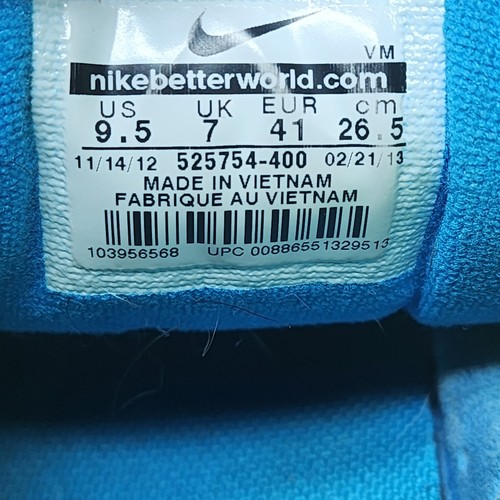 VM
nikebetterworld.com
US UK EUR cm
9.5 7 41 26.5
11/14/12 525754-400 02/21/13
MADE IN VIETNAM
FABRIQUE AU VIETNAM
103956568 UPC 00886551329513